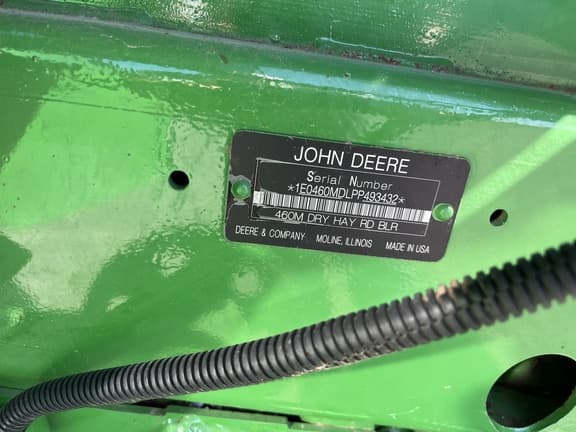 JOHN DEERE
Serial Number
*1E0460MDLPP493432*
460M DRY HAY RD BLR
DEERE & COMPANY MOLINE, ILLINOIS MADE IN USA